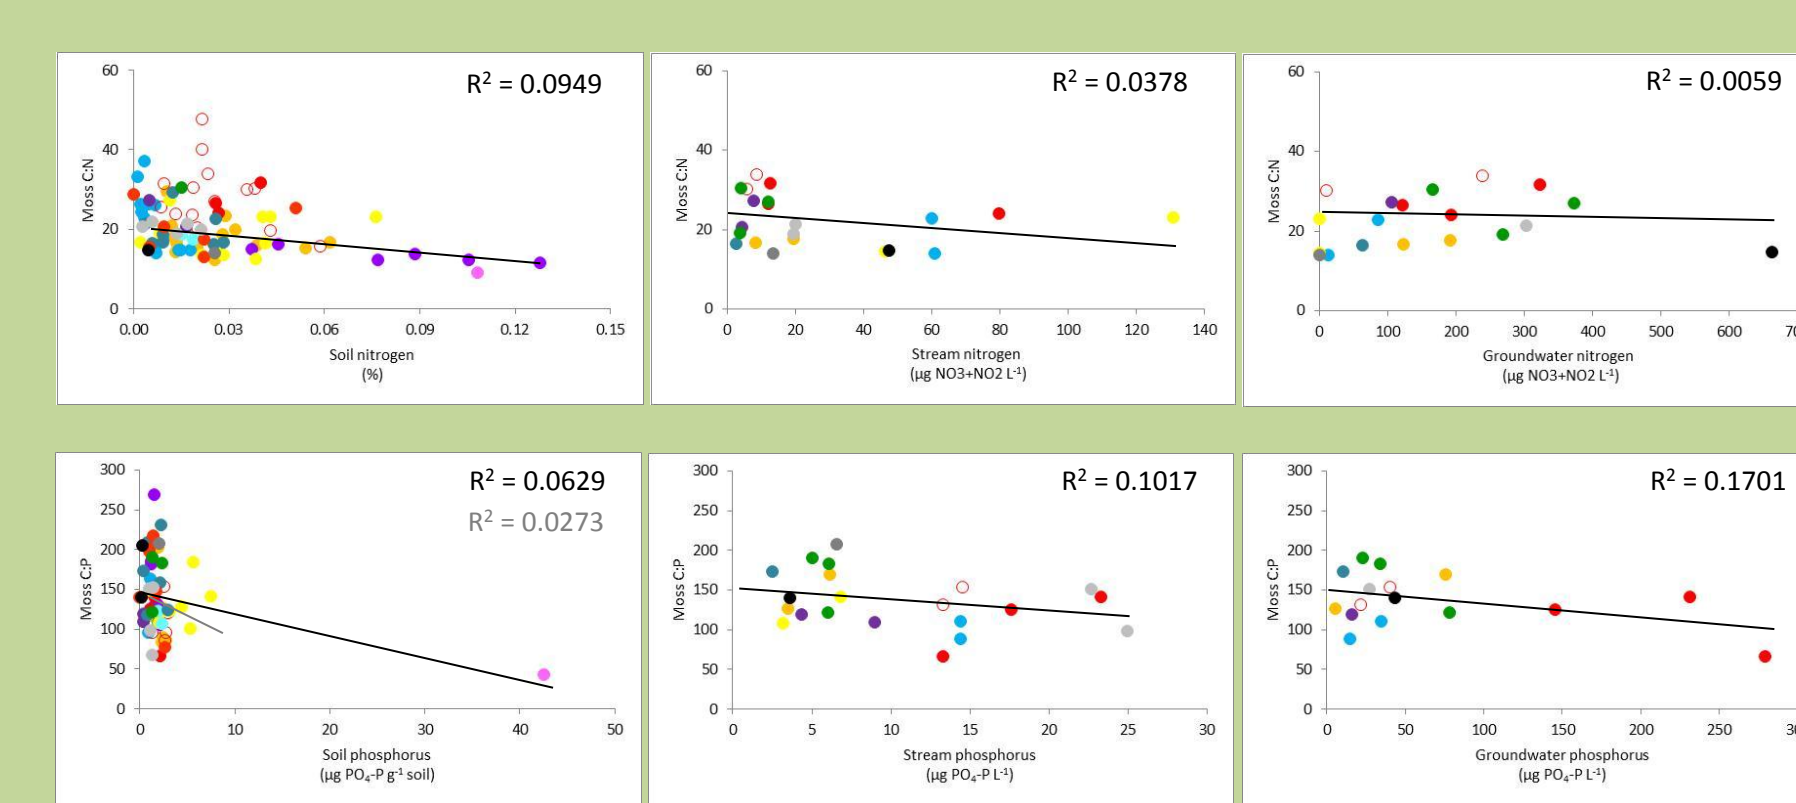 R² = 0.0949
60
40
20
0
Moss C:N
0.00 0.03 0.06 0.09 0.12 0.15
Soil nitrogen
(%)
R² = 0.0378
60
40
20
0
Moss C:N
0 20 40 60 80 100 120 140
Stream nitrogen
(µg NO3+NO2 L⁻¹)
R² = 0.0059
60
40
20
0
Moss C:N
0 100 200 300 400 500 600
Groundwater nitrogen
(µg NO3+NO2 L⁻¹)
R² = 0.0629
R² = 0.0273
300
250
200
150
100
50
0
Moss C:P
0 10 20 30 40 50
Soil phosphorus
(µg PO₄-P g⁻¹ soil)
R² = 0.1017
300
250
200
150
100
50
0
Moss C:P
0 5 10 15 20 25 30
Stream phosphorus
(µg PO₄-P L⁻¹)
R² = 0.1701
300
250
200
150
100
50
0
Moss C:P
0 50 100 150 200 250
Groundwater phosphorus
(µg PO₄-P L⁻¹)